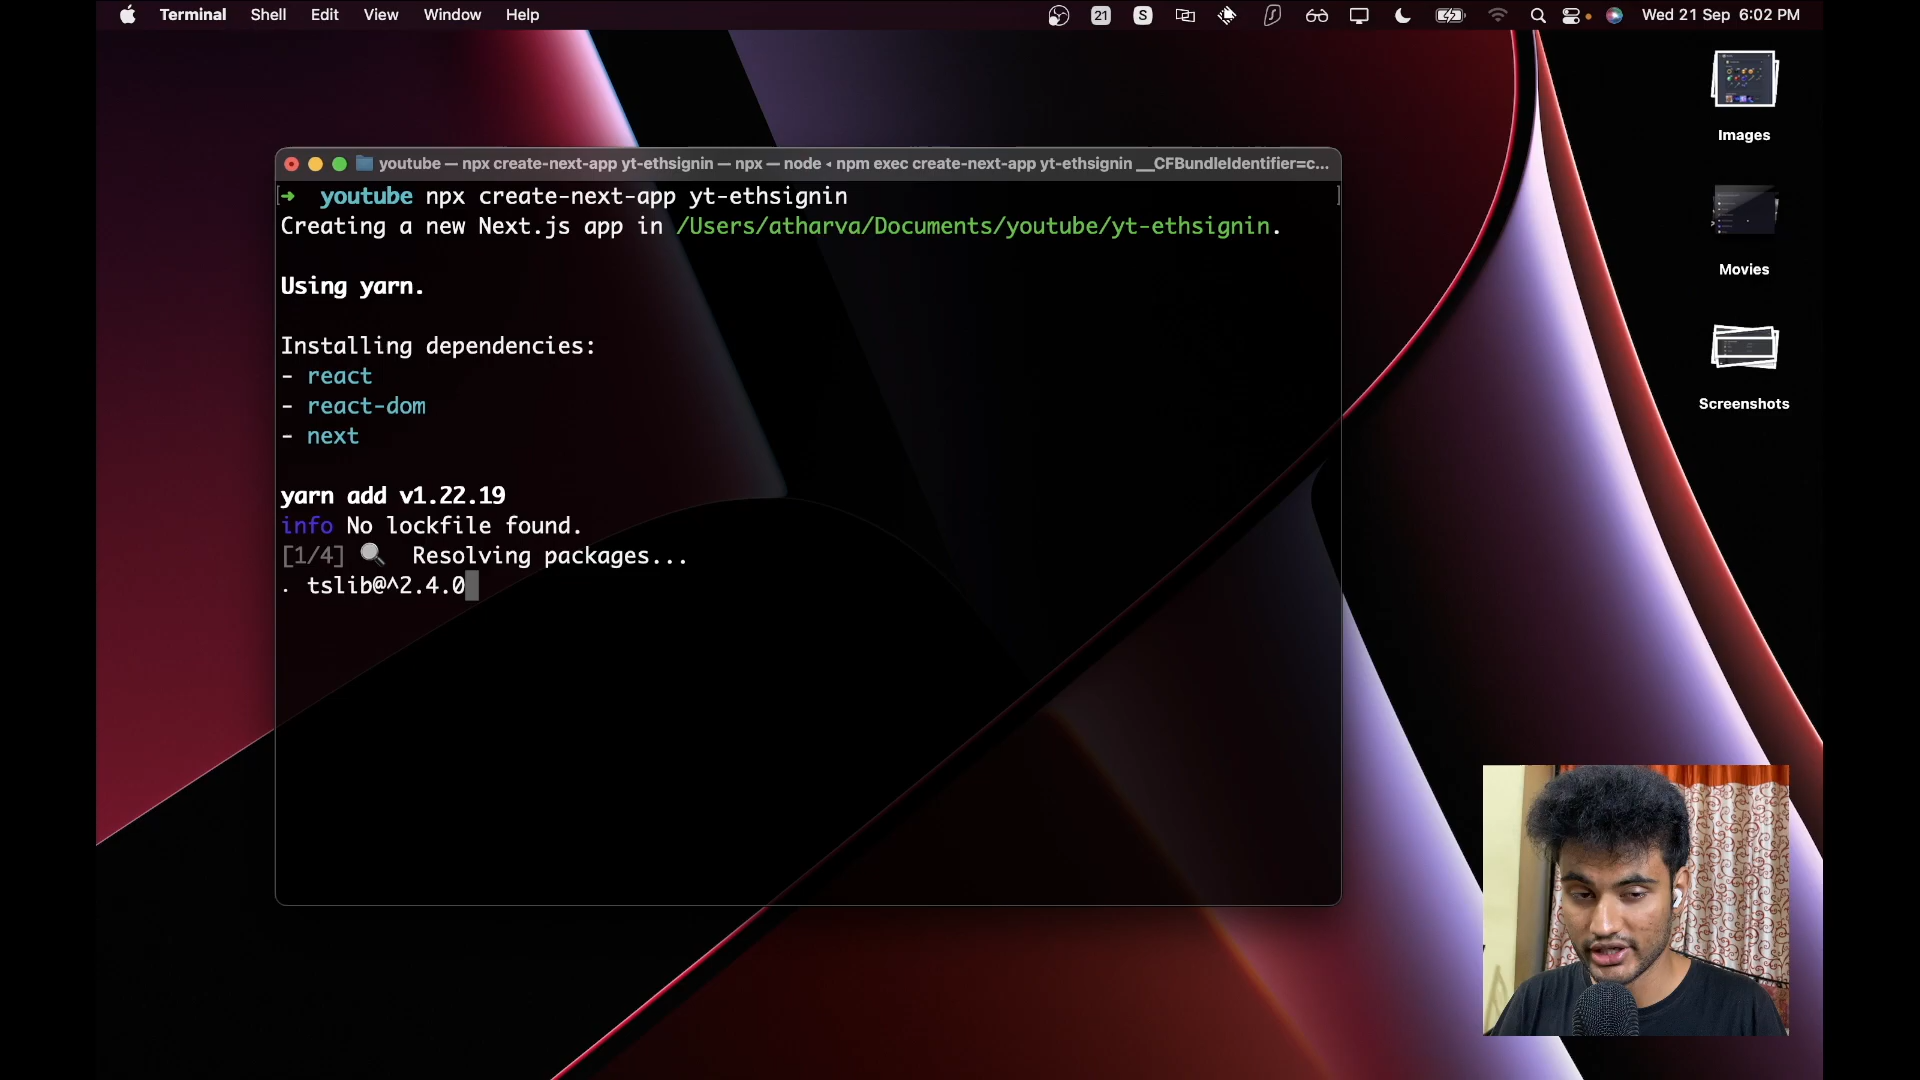 Terminal Shell Edit View Window Help 21 S Wed 21 Sep 6:02 PM
Images
Movies
Screenshots
youtube — npx create-next-app yt-ethsignin — npx — node ◂ npm exec create-next-app yt-ethsignin __CFBundleIdentifier=c...
[➜ youtube npx create-next-app yt-ethsignin ]
Creating a new Next.js app in /Users/atharva/Documents/youtube/yt-ethsignin.
Using yarn.
Installing dependencies:
- react
- react-dom
- next
yarn add v1.22.19
info No lockfile found.
[1/4] 🔍 Resolving packages...
. tslib@^2.4.0